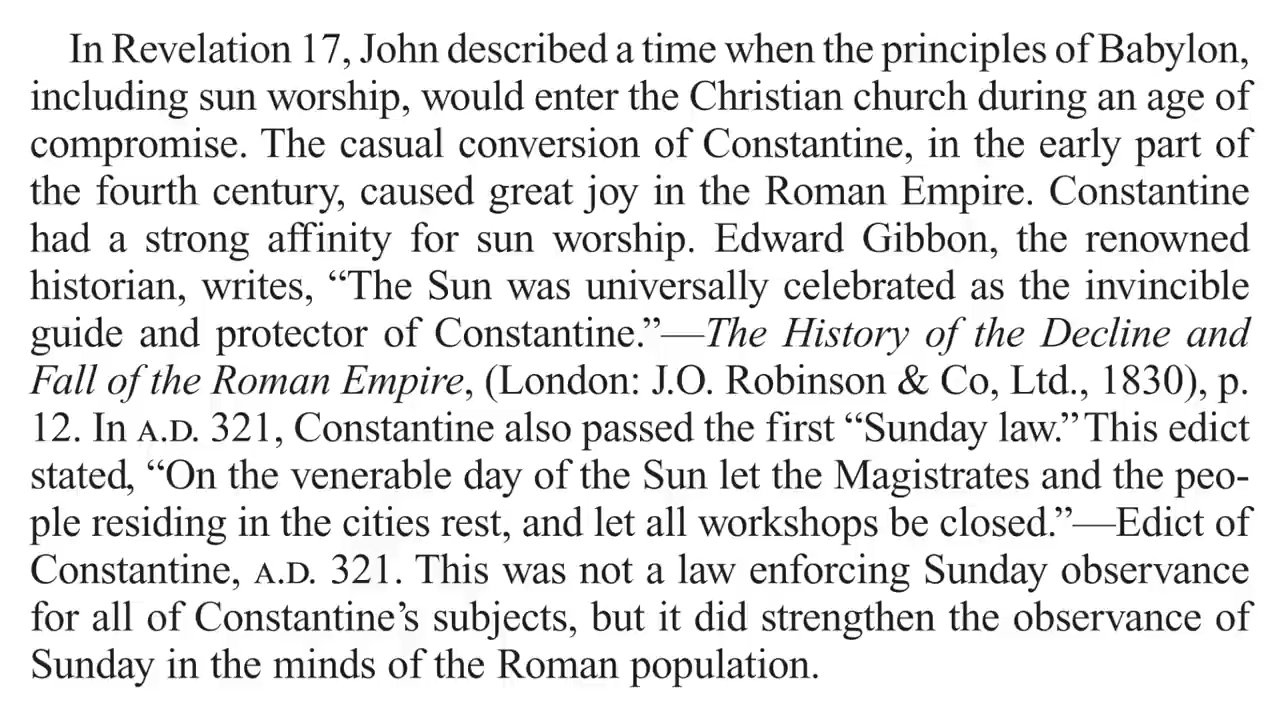 In Revelation 17, John described a time when the principles of Babylon,
including sun worship, would enter the Christian church during an age of
compromise. The casual conversion of Constantine, in the early part of
the fourth century, caused great joy in the Roman Empire. Constantine
had a strong affinity for sun worship. Edward Gibbon, the renowned
historian, writes, “The Sun was universally celebrated as the invincible
guide and protector of Constantine.”—The History of the Decline and
Fall of the Roman Empire, (London: J.O. Robinson & Co, Ltd., 1830), p.
12. In A.D. 321, Constantine also passed the first “Sunday law.” This edict
stated, “On the venerable day of the Sun let the Magistrates and the peo-
ple residing in the cities rest, and let all workshops be closed.”—Edict of
Constantine, A.D. 321. This was not a law enforcing Sunday observance
for all of Constantine’s subjects, but it did strengthen the observance of
Sunday in the minds of the Roman population.